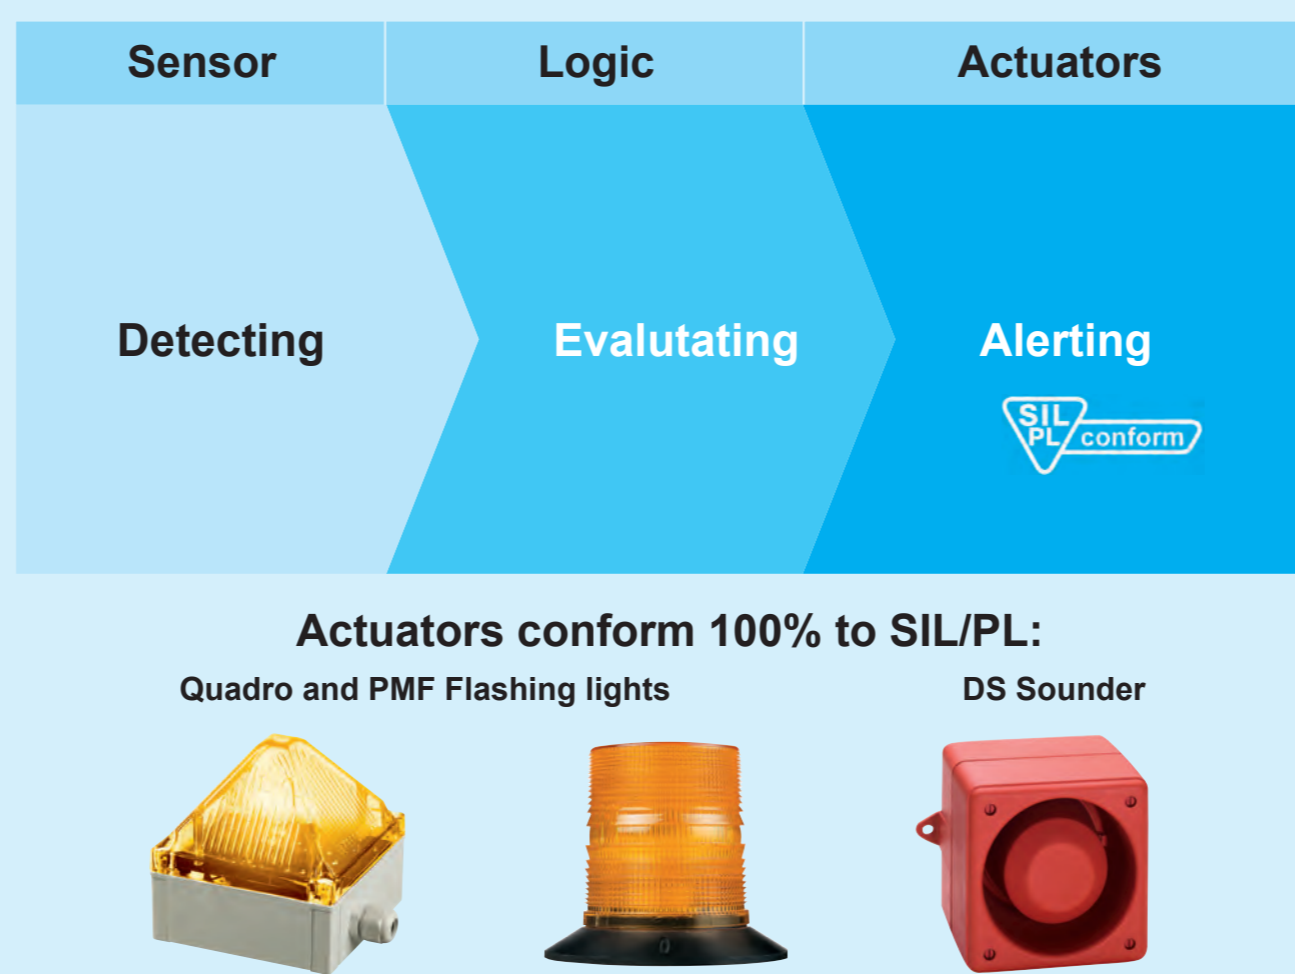 Sensor Logic Actuators
Detecting Evalutating Alerting
SIL
PL conform
Actuators conform 100% to SIL/PL:
Quadro and PMF Flashing lights DS Sounder